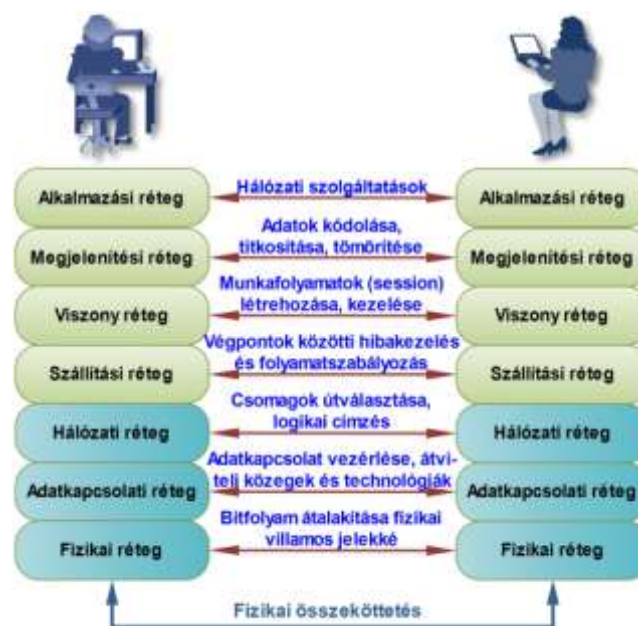 Alkalmazási réteg
Hálózati szolgáltatások
Alkalmazási réteg
Megjelenítési réteg
Adatok kódolása,
titkosítása, tömörítése
Megjelenítési réteg
Viszony réteg
Munkafolyamatok (session)
létrehozása, kezelése
Viszony réteg
Szállítási réteg
Végpontok közötti hibakezelés
és folyamatszabályozás
Szállítási réteg
Hálózati réteg
Csomagok útválasztása,
logikai címzés
Hálózati réteg
Adatkapcsolati réteg
Adatkapcsolat vezérlése, átvi-
teli közegek és technológiák
Adatkapcsolati réteg
Fizikai réteg
Bitfolyam átalakítása fizikai
villamos jelekké
Fizikai réteg
Fizikai összeköttetés